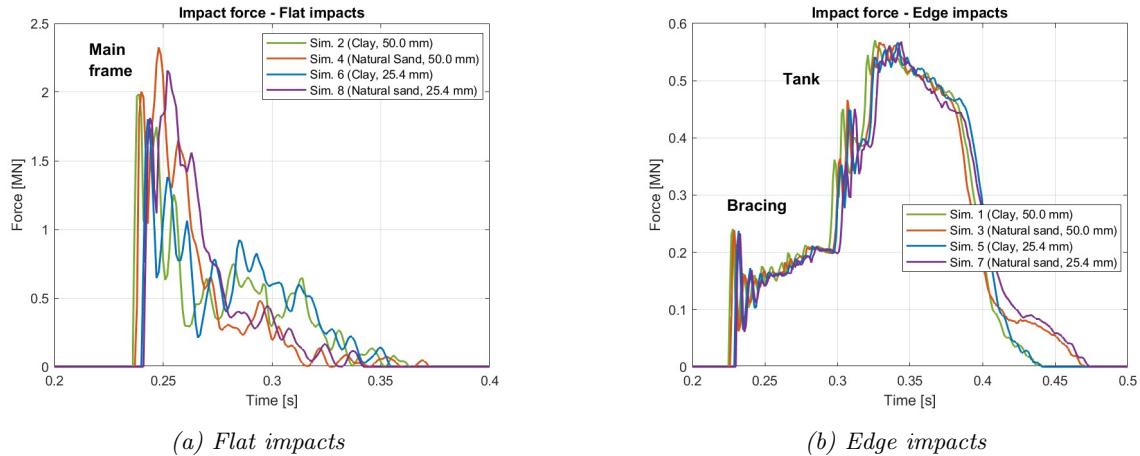 Impact force - Flat impacts
2.5
2
1.5
1
0.5
0
Force [MN]
Main
frame
Sim. 2 (Clay, 50.0 mm)
Sim. 4 (Natural Sand, 50.0 mm)
Sim. 6 (Clay, 25.4 mm)
Sim. 8 (Natural sand, 25.4 mm)
0.2 0.25 0.3 0.35 0.4
Time [s]
(a) Flat impacts
Impact force - Edge impacts
0.6
0.5
0.4
0.3
0.2
0.1
0
Force [MN]
Tank
Bracing
Sim. 1 (Clay, 50.0 mm)
Sim. 3 (Natural sand, 50.0 mm)
Sim. 5 (Clay, 25.4 mm)
Sim. 7 (Natural sand, 25.4 mm)
0.2 0.25 0.3 0.35 0.4 0.45 0.5
Time [s]
(b) Edge impacts